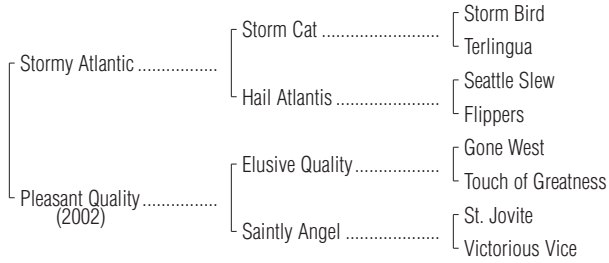 Storm Bird
Storm Cat ........................
Terlingua
Stormy Atlantic ................
Seattle Slew
Hail Atlantis .....................
Flippers
Gone West
Elusive Quality .................
Touch of Greatness
Pleasant Quality ...............
(2002)
St. Jovite
Saintly Angel ...................
Victorious Vice